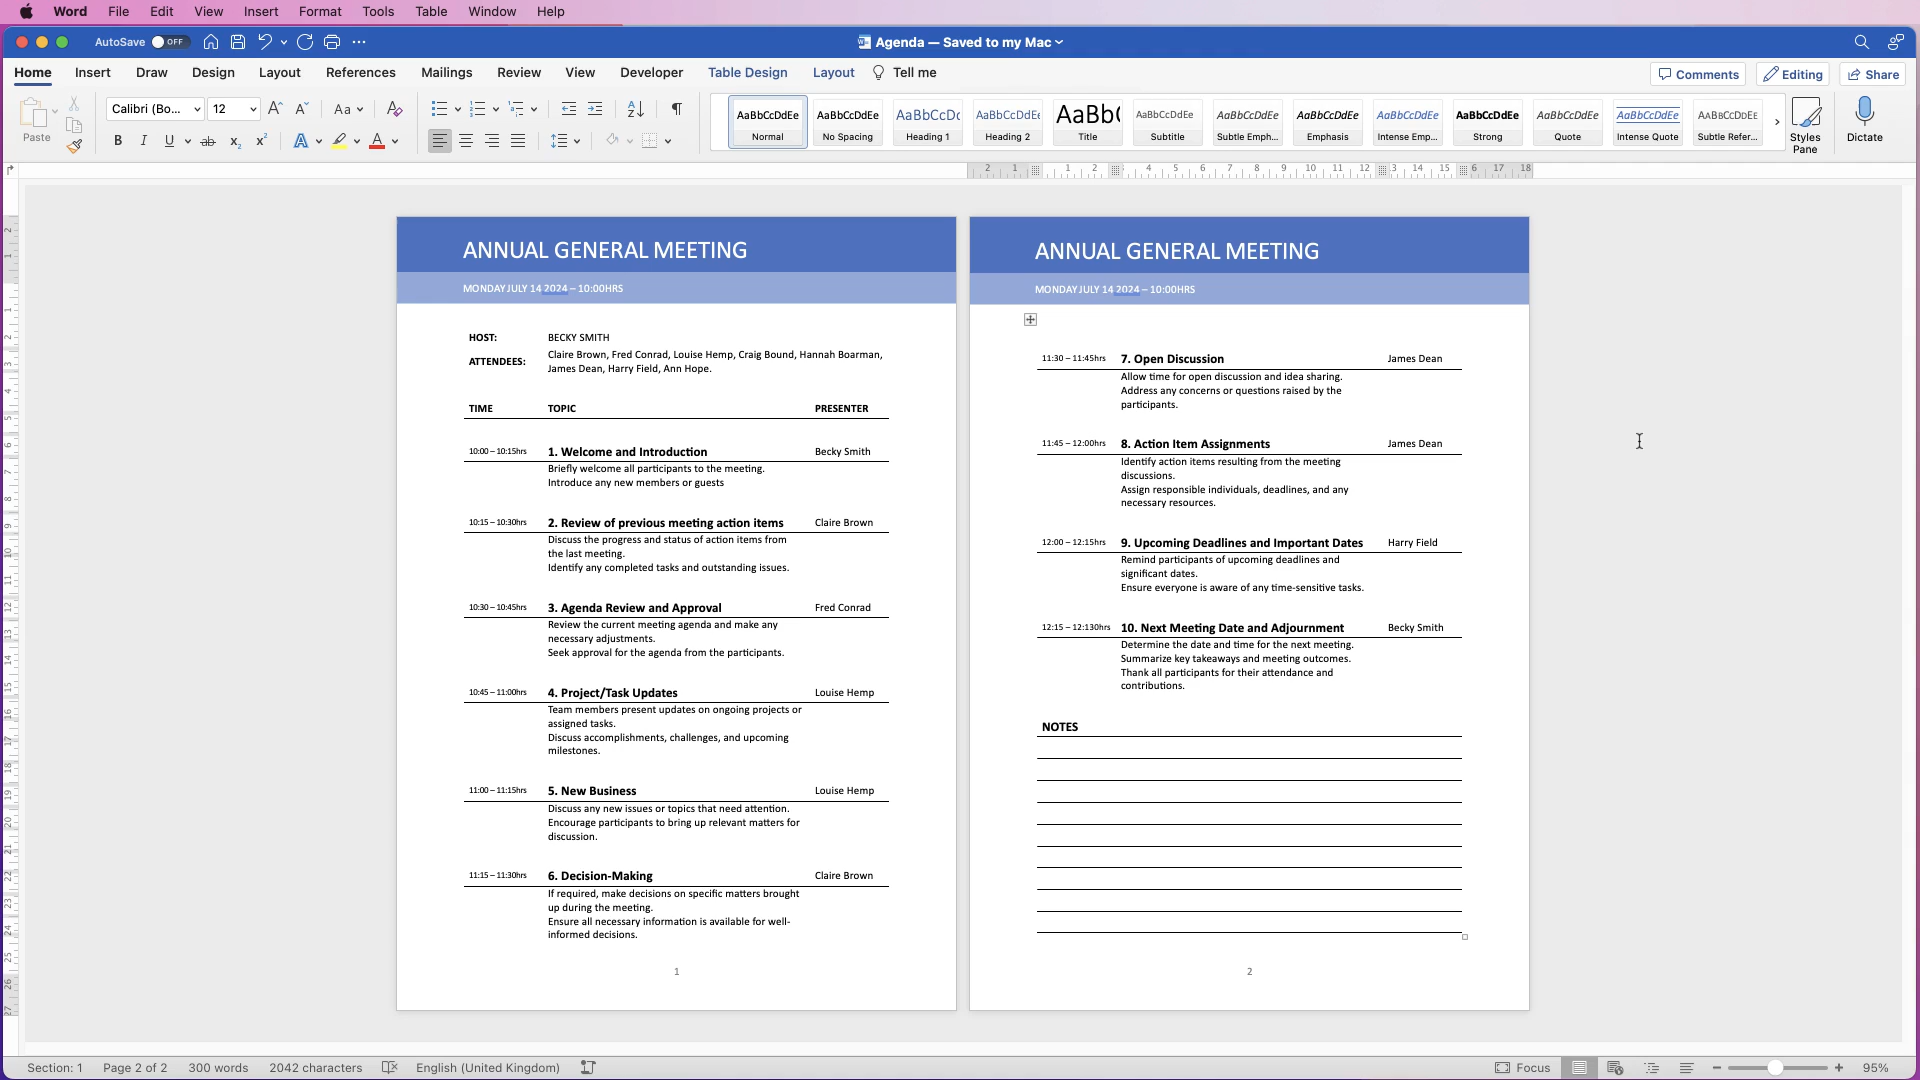 Word File Edit View Insert Format Tools Table Window Help
AutoSave OFF Agenda — Saved to my Mac
Home Insert Draw Design Layout References Mailings Review View Developer Table Design Layout Tell me Comments Editing Share
Paste Calibri (Bo... 12 Aa
AaBbCcDdEe AaBbCcDdEe AaBbCcDc AaBbCcDdEe AaBb( AaBbCcDdEe AaBbCcDdEe AaBbCcDdEe AaBbCcDdEe AaBbCcDdEe AaBbCcDdEe AaBbCcDdEe AaBbCcDdEe
Normal No Spacing Heading 1 Heading 2 Title Subtitle Subtle Emph... Emphasis Intense Emp... Strong Quote Intense Quote Subtle Refer... Styles Pane Dictate
ANNUAL GENERAL MEETING
MONDAY JULY 14 2024 – 10:00HRS
HOST: BECKY SMITH
ATTENDEES: Claire Brown, Fred Conrad, Louise Hemp, Craig Bound, Hannah Boarman,
James Dean, Harry Field, Ann Hope.
TIME TOPIC PRESENTER
10:00 – 10:15hrs 1. Welcome and Introduction Becky Smith
Briefly welcome all participants to the meeting.
Introduce any new members or guests
10:15 – 10:30hrs 2. Review of previous meeting action items Claire Brown
Discuss the progress and status of action items from
the last meeting.
Identify any completed tasks and outstanding issues.
10:30 – 10:45hrs 3. Agenda Review and Approval Fred Conrad
Review the current meeting agenda and make any
necessary adjustments.
Seek approval for the agenda from the participants.
10:45 – 11:00hrs 4. Project/Task Updates Louise Hemp
Team members present updates on ongoing projects or
assigned tasks.
Discuss accomplishments, challenges, and upcoming
milestones.
11:00 – 11:15hrs 5. New Business Louise Hemp
Discuss any new issues or topics that need attention.
Encourage participants to bring up relevant matters for
discussion.
11:15 – 11:30hrs 6. Decision-Making Claire Brown
If required, make decisions on specific matters brought
up during the meeting.
Ensure all necessary information is available for well-
informed decisions.
1
ANNUAL GENERAL MEETING
MONDAY JULY 14 2024 – 10:00HRS
11:30 – 11:45hrs 7. Open Discussion James Dean
Allow time for open discussion and idea sharing.
Address any concerns or questions raised by the
participants.
11:45 – 12:00hrs 8. Action Item Assignments James Dean
Identify action items resulting from the meeting
discussions.
Assign responsible individuals, deadlines, and any
necessary resources.
12:00 – 12:15hrs 9. Upcoming Deadlines and Important Dates Harry Field
Remind participants of upcoming deadlines and
significant dates.
Ensure everyone is aware of any time-sensitive tasks.
12:15 – 12:130hrs 10. Next Meeting Date and Adjournment Becky Smith
Determine the date and time for the next meeting.
Summarize key takeaways and meeting outcomes.
Thank all participants for their attendance and
contributions.
NOTES
2
Section: 1 Page 2 of 2 300 words 2042 characters English (United Kingdom) Focus 95%